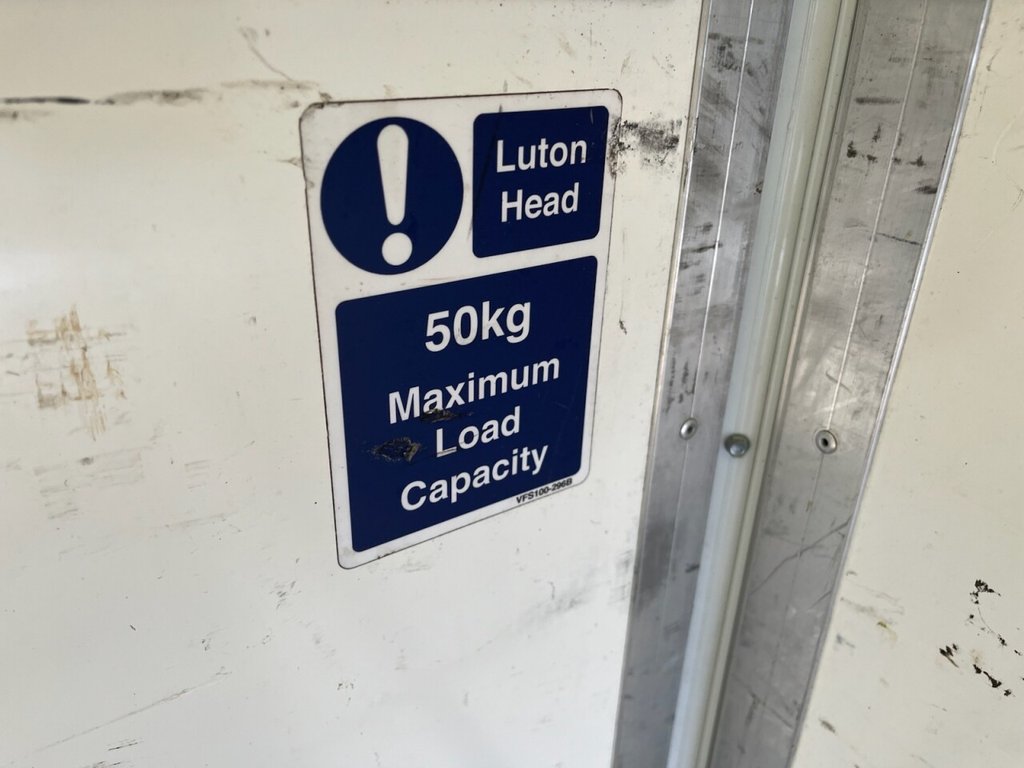 Luton
Head
50kg
Maximum
Load
Capacity
VFS100-296B